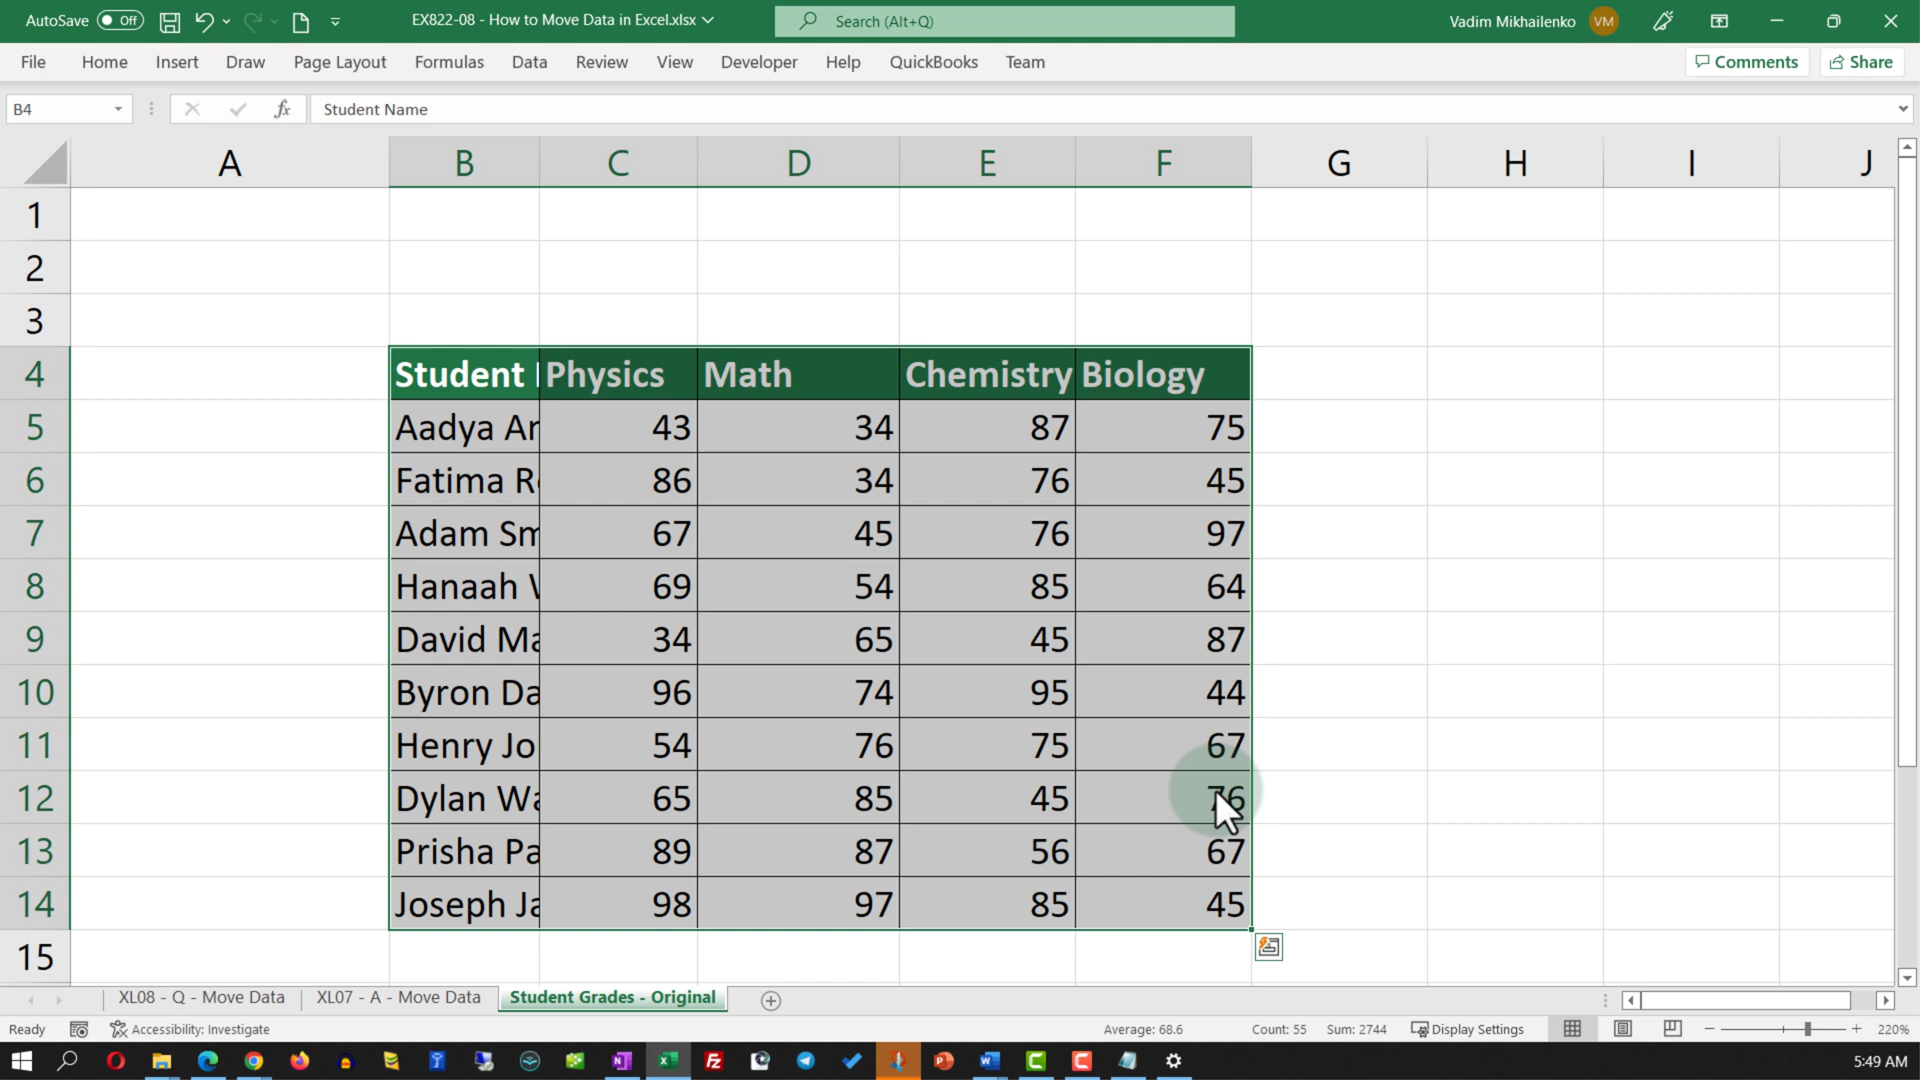 AutoSave Off EX822-08 - How to Move Data in Excel.xlsx Search (Alt+Q) Vadim Mikhailenko VM
File Home Insert Draw Page Layout Formulas Data Review View Developer Help QuickBooks Team Comments Share
B4 fx Student Name
A B C D E F G H I J
1
2
3
4 Student Physics Math Chemistry Biology
5 Aadya Ar 43 34 87 75
6 Fatima R 86 34 76 45
7 Adam Sm 67 45 76 97
8 Hanaah 69 54 85 64
9 David Ma 34 65 45 87
10 Byron Da 96 74 95 44
11 Henry Jo 54 76 75 67
12 Dylan Wa 65 85 45 76
13 Prisha Pa 89 87 56 67
14 Joseph Ja 98 97 85 45
15
XL08 - Q - Move Data XL07 - A - Move Data Student Grades - Original
Ready Accessibility: Investigate Average: 68.6 Count: 55 Sum: 2744 Display Settings 220%
5:49 AM